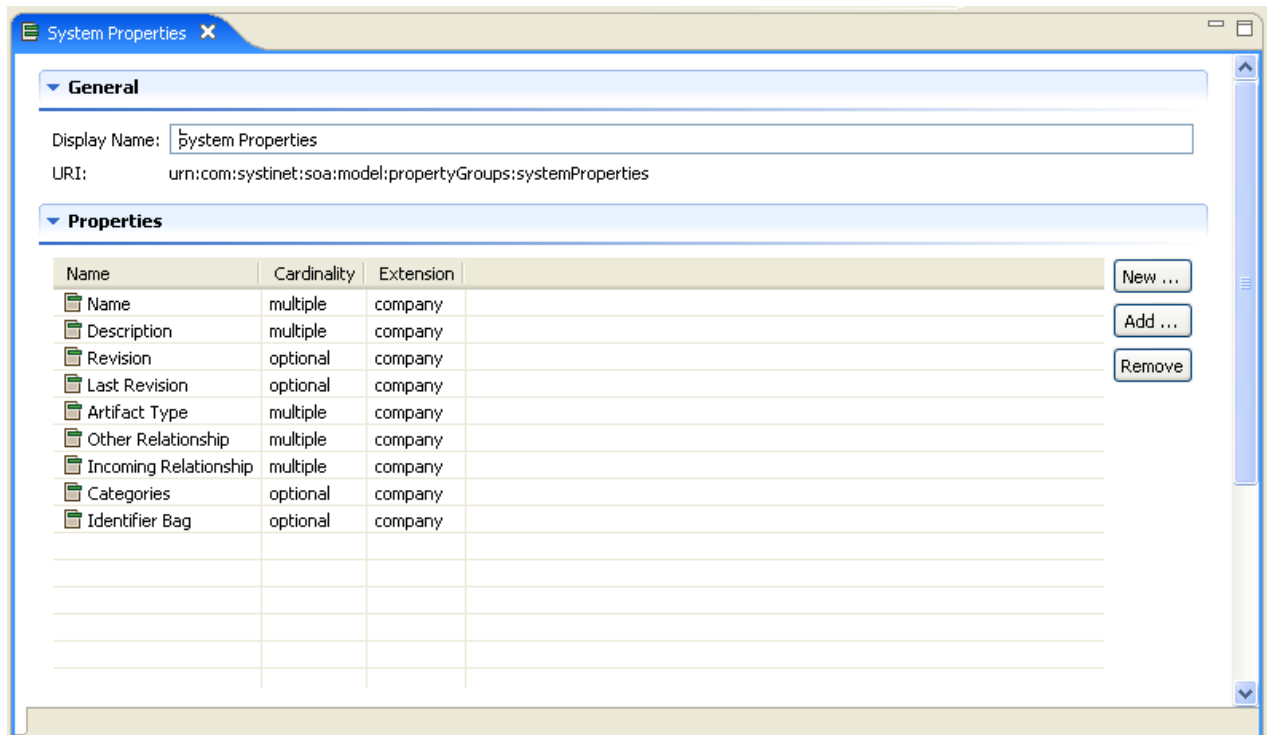 System Properties
General
Display Name: System Properties
URI: urn:com:systinet:soa:model:propertyGroups:systemProperties
Properties
Name Cardinality Extension
Name multiple company
Description multiple company
Revision optional company
Last Revision optional company
Artifact Type multiple company
Other Relationship multiple company
Incoming Relationship multiple company
Categories optional company
Identifier Bag optional company
New ...
Add ...
Remove